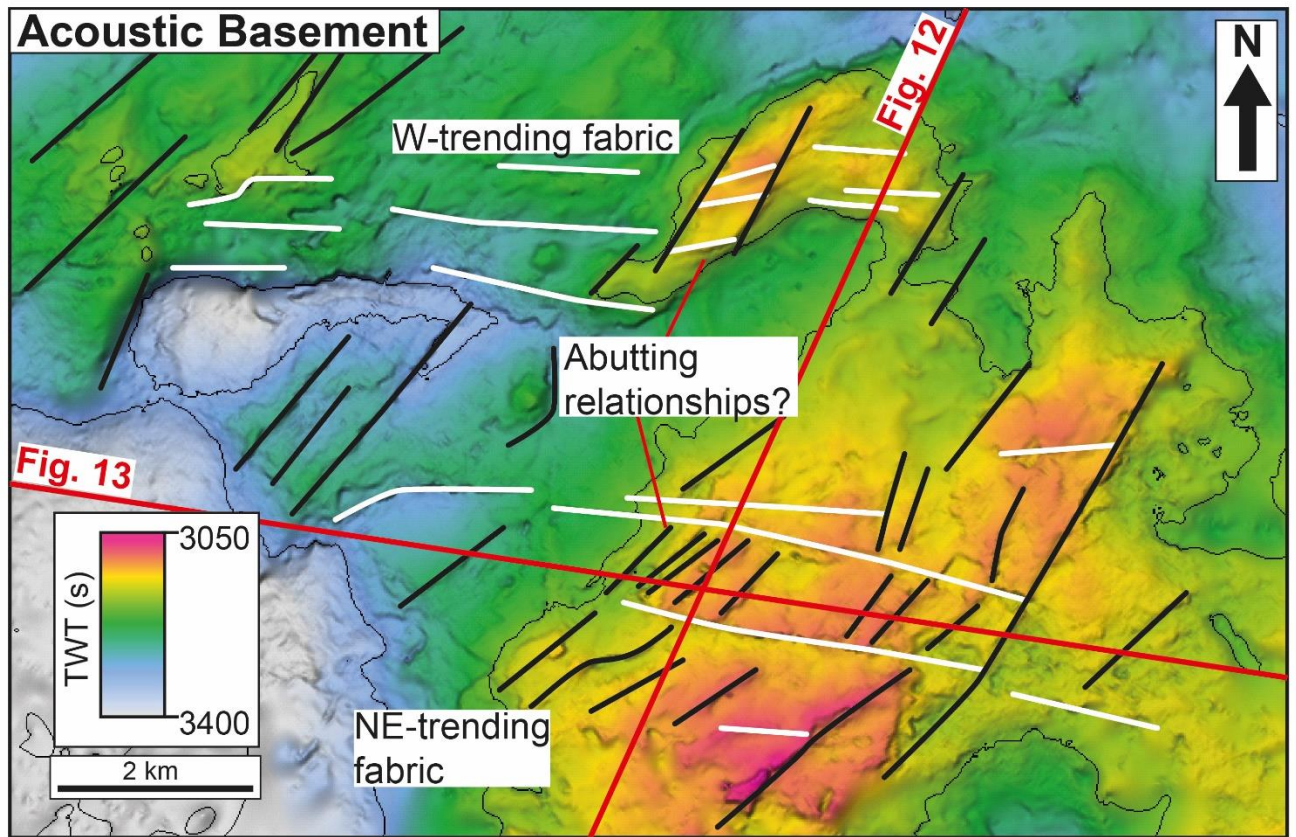 Acoustic Basement
N
Fig. 12
W-trending fabric
Abutting
relationships?
Fig. 13
TWT (s)
3050
3400
2 km
NE-trending
fabric